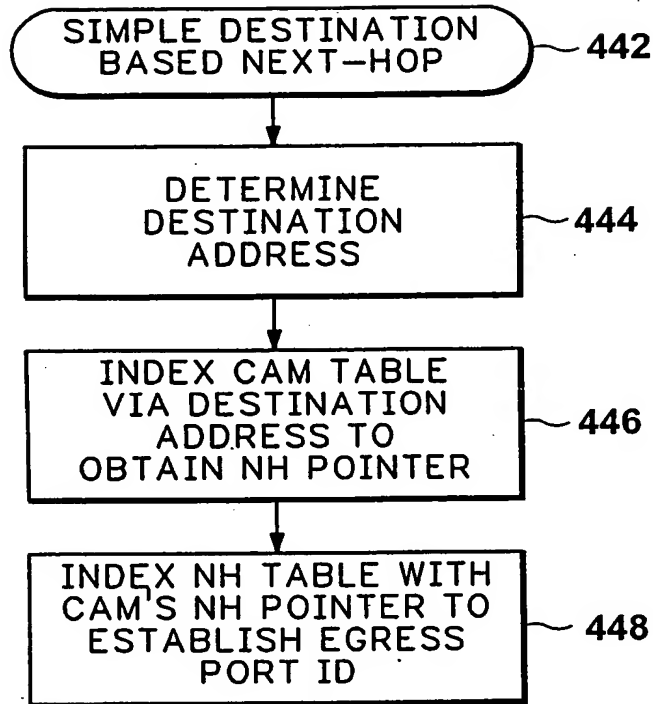 SIMPLE DESTINATION
BASED NEXT-HOP
442
DETERMINE
DESTINATION
ADDRESS
444
INDEX CAM TABLE
VIA DESTINATION
ADDRESS TO
OBTAIN NH POINTER
446
INDEX NH TABLE WITH
CAM'S NH POINTER TO
ESTABLISH EGRESS
PORT ID
448